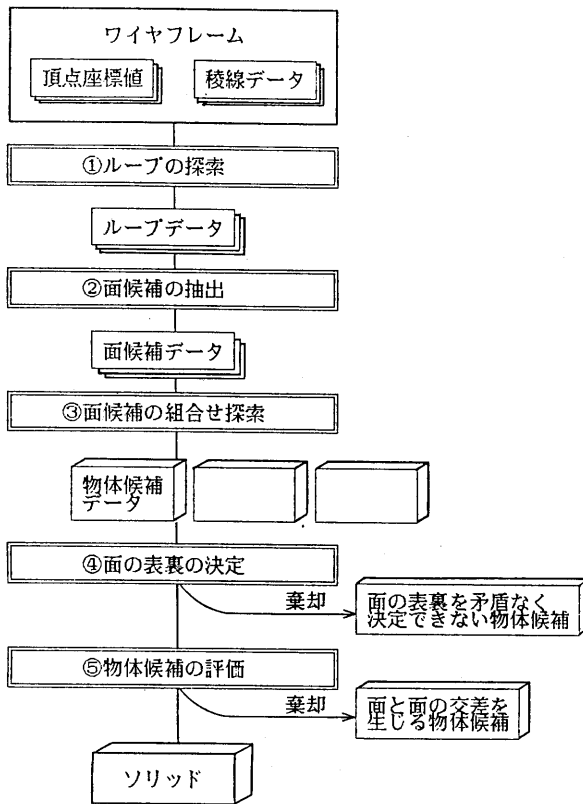 ワイヤフレーム
頂点座標値
稜線データ
①ループの探索
ループデータ
②面候補の抽出
面候補データ
③面候補の組合せ探索
物体候補
データ
④面の表裏の決定
棄却
面の表裏を矛盾なく
決定できない物体候補
⑤物体候補の評価
棄却
面と面の交差を
生じる物体候補
ソリッド